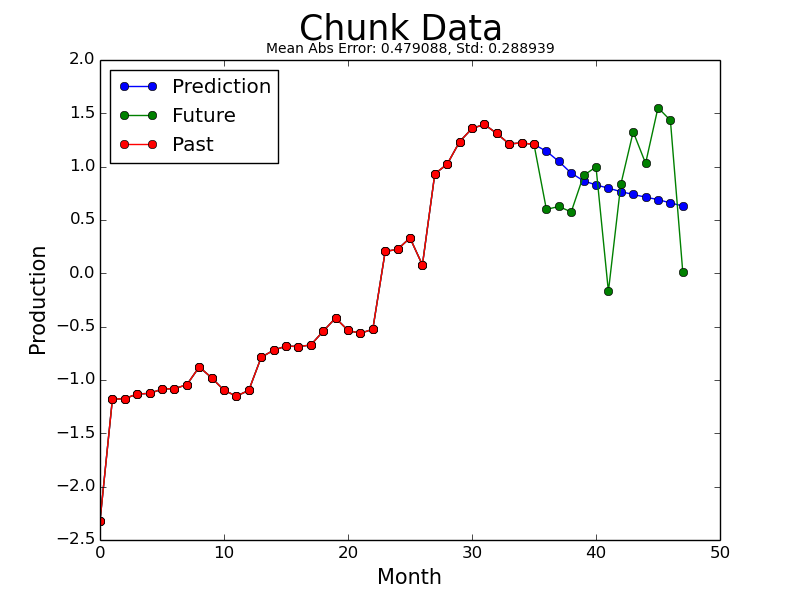 Chunk Data
Mean Abs Error: 0.479088, Std: 0.288939
Prediction
Future
Past
2.0
1.5
1.0
0.5
0.0
−0.5
−1.0
−1.5
−2.0
−2.5
Production
0 10 20 30 40 50
Month